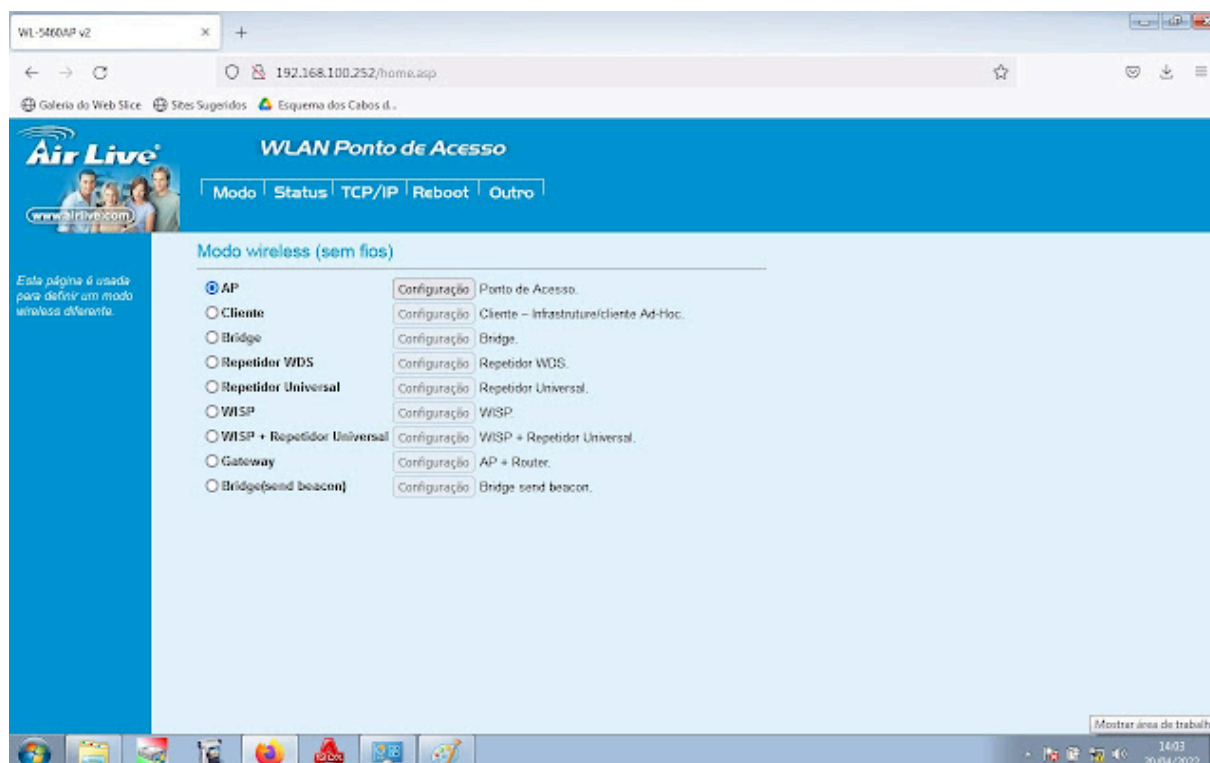 WL-5460AP v2
192.168.100.252/home.asp
Galeria do Web Slice Sites Sugeridos Esquema dos Cabos d...
Air Live
www.airlive.com
WLAN Ponto de Acesso
Modo Status TCP/IP Reboot Outro
Esta página é usada
para definir um modo
wireless diferente.
Modo wireless (sem fios)
AP Configuração Ponto de Acesso.
Cliente Configuração Cliente – Infrastruture/cliente Ad-Hoc.
Bridge Configuração Bridge.
Repetidor WDS Configuração Repetidor WDS.
Repetidor Universal Configuração Repetidor Universal.
WISP Configuração WISP.
WISP + Repetidor Universal Configuração WISP + Repetidor Universal.
Gateway Configuração AP + Router.
Bridge(send beacon) Configuração Bridge send beacon.
Mostrar área de trabalh
14:03
20/04/2022